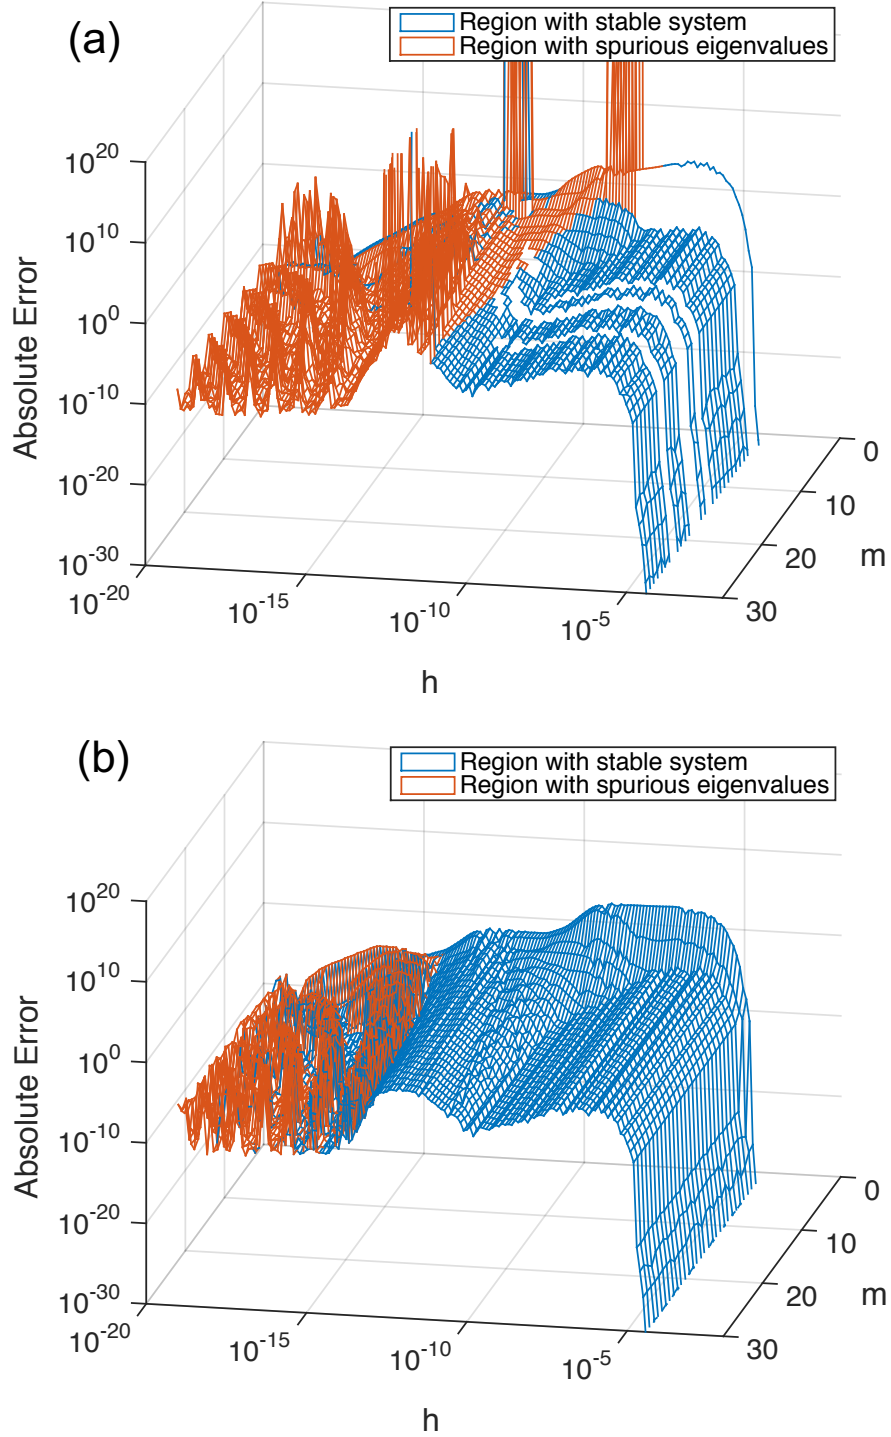 (a)
Region with stable system
Region with spurious eigenvalues
10^20
10^10
10^0
10^-10
10^-20
10^-30
Absolute Error
10^-20
10^-15
10^-10
10^-5
h
0
10
20
30
m
(b)
Region with stable system
Region with spurious eigenvalues
10^20
10^10
10^0
10^-10
10^-20
10^-30
Absolute Error
10^-20
10^-15
10^-10
10^-5
h
0
10
20
30
m